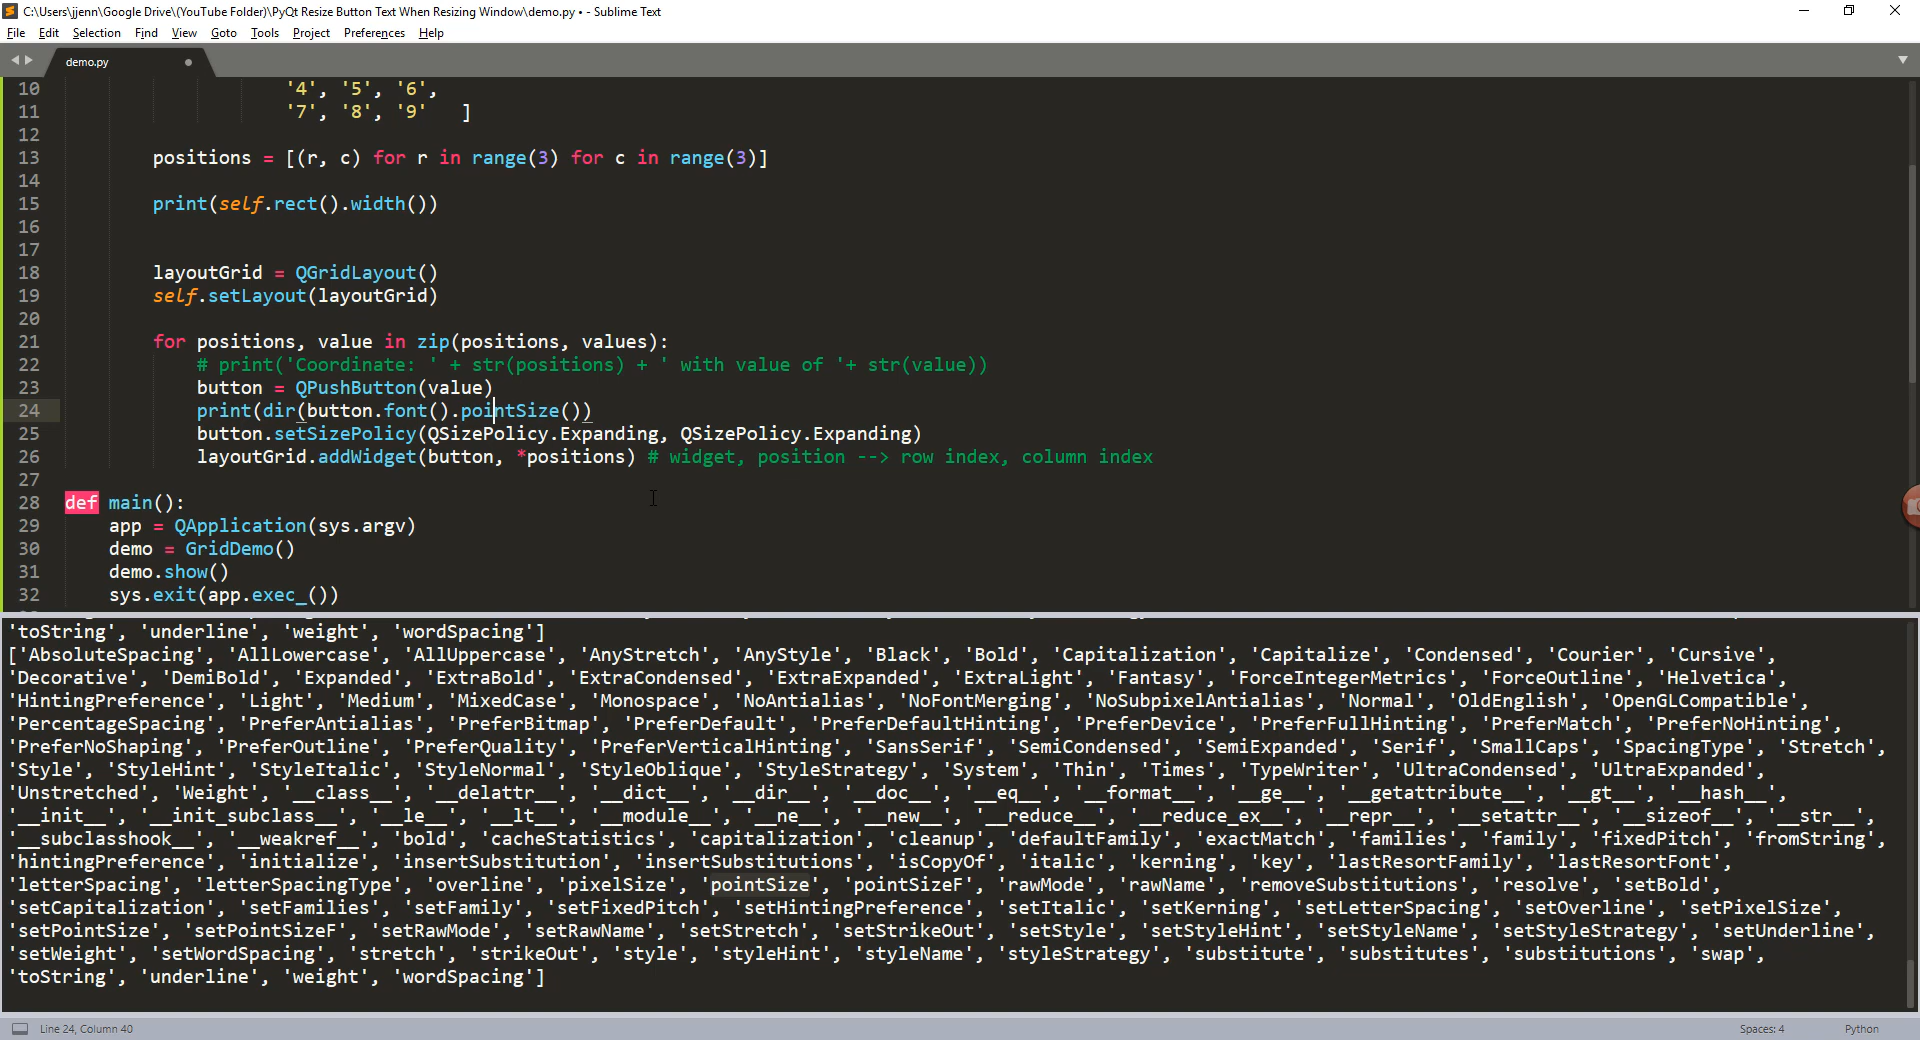 C:\Users\jjenn\Google Drive\(YouTube Folder)\PyQt Resize Button Text When Resizing Window\demo.py • - Sublime Text
File Edit Selection Find View Goto Tools Project Preferences Help
demo.py
10 '4', '5', '6',
11 '7', '8', '9' ]
12
13 positions = [(r, c) for r in range(3) for c in range(3)]
14
15 print(self.rect().width())
16
17
18 layoutGrid = QGridLayout()
19 self.setLayout(layoutGrid)
20
21 for positions, value in zip(positions, values):
22 # print('Coordinate: ' + str(positions) + ' with value of '+ str(value))
23 button = QPushButton(value)
24 print(dir(button.font().pointSize())
25 button.setSizePolicy(QSizePolicy.Expanding, QSizePolicy.Expanding)
26 layoutGrid.addWidget(button, *positions) # widget, position --> row index, column index
27
28 def main():
29 app = QApplication(sys.argv)
30 demo = GridDemo()
31 demo.show()
32 sys.exit(app.exec_())
'toString', 'underline', 'weight', 'wordSpacing']
['AbsoluteSpacing', 'AllLowercase', 'AllUppercase', 'AnyStretch', 'AnyStyle', 'Black', 'Bold', 'Capitalization', 'Capitalize', 'Condensed', 'Courier', 'Cursive',
'Decorative', 'DemiBold', 'Expanded', 'ExtraBold', 'ExtraCondensed', 'ExtraExpanded', 'ExtraLight', 'Fantasy', 'ForceIntegerMetrics', 'ForceOutline', 'Helvetica',
'HintingPreference', 'Light', 'Medium', 'MixedCase', 'Monospace', 'NoAntialias', 'NoFontMerging', 'NoSubpixelAntialias', 'Normal', 'OldEnglish', 'OpenGLCompatible',
'PercentageSpacing', 'PreferAntialias', 'PreferBitmap', 'PreferDefault', 'PreferDefaultHinting', 'PreferDevice', 'PreferFullHinting', 'PreferMatch', 'PreferNoHinting',
'PreferNoShaping', 'PreferOutline', 'PreferQuality', 'PreferVerticalHinting', 'SansSerif', 'SemiCondensed', 'SemiExpanded', 'Serif', 'SmallCaps', 'SpacingType', 'Stretch',
'Style', 'StyleHint', 'StyleItalic', 'StyleNormal', 'StyleOblique', 'StyleStrategy', 'System', 'Thin', 'Times', 'TypeWriter', 'UltraCondensed', 'UltraExpanded',
'Unstretched', 'Weight', '__class__', '__delattr__', '__dict__', '__dir__', '__doc__', '__eq__', '__format__', '__ge__', '__getattribute__', '__gt__', '__hash__',
'__init__', '__init_subclass__', '__le__', '__lt__', '__module__', '__ne__', '__new__', '__reduce__', '__reduce_ex__', '__repr__', '__setattr__', '__sizeof__', '__str__',
'__subclasshook__', '__weakref__', 'bold', 'cacheStatistics', 'capitalization', 'cleanup', 'defaultFamily', 'exactMatch', 'families', 'family', 'fixedPitch', 'fromString',
'hintingPreference', 'initialize', 'insertSubstitution', 'insertSubstitutions', 'isCopyOf', 'italic', 'kerning', 'key', 'lastResortFamily', 'lastResortFont',
'letterSpacing', 'letterSpacingType', 'overline', 'pixelSize', 'pointSize', 'pointSizeF', 'rawMode', 'rawName', 'removeSubstitutions', 'resolve', 'setBold',
'setCapitalization', 'setFamilies', 'setFamily', 'setFixedPitch', 'setHintingPreference', 'setItalic', 'setKerning', 'setLetterSpacing', 'setOverline', 'setPixelSize',
'setPointSize', 'setPointSizeF', 'setRawMode', 'setRawName', 'setStretch', 'setStrikeOut', 'setStyle', 'setStyleHint', 'setStyleName', 'setStyleStrategy', 'setUnderline',
'setWeight', 'setWordSpacing', 'stretch', 'strikeOut', 'style', 'styleHint', 'styleName', 'styleStrategy', 'substitute', 'substitutes', 'substitutions', 'swap',
'toString', 'underline', 'weight', 'wordSpacing']
Line 24, Column 40 Spaces: 4 Python